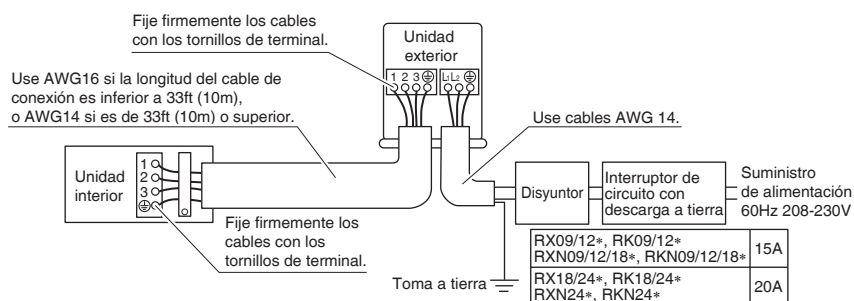 Fije firmemente los cables
con los tornillos de terminal.
Unidad
exterior
1 2 3
L1 L2
Use AWG16 si la longitud del cable de
conexión es inferior a 33ft (10m),
o AWG14 si es de 33ft (10m) o superior.
Use cables AWG 14.
Unidad
interior
1
2
3
Disyuntor
Interruptor de
circuito con
descarga a tierra
Suministro
de alimentación
60Hz 208-230V
Fije firmemente los
cables con los
tornillos de terminal.
Toma a tierra
RX09/12*, RK09/12*
RXN09/12/18*, RKN09/12/18*
15A
RX18/24*, RK18/24*
RXN24*, RKN24*
20A